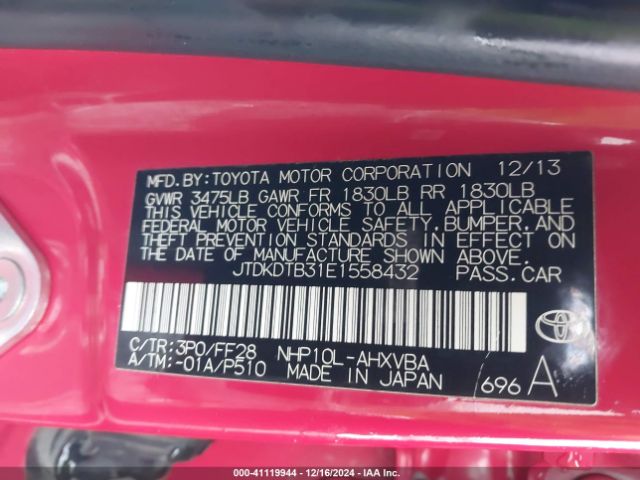 MFD.BY:TOYOTA MOTOR CORPORATION 12/13
GVWR 3475LB GAWR FR 1830LB RR 1830LB
THIS VEHICLE CONFORMS TO ALL APPLICABLE
FEDERAL MOTOR VEHICLE SAFETY,BUMPER,AND
THEFT PREVENTION STANDARDS IN EFFECT ON
THE DATE OF MANUFACTURE SHOWN ABOVE.
JTDKDTB31E1558432 PASS.CAR
C/TR:3P0/FF28 NHP10L-AHXVBA
A/TM:-01A/P510 MADE IN JAPAN
696 A
000-41119944 - 12/16/2024 - IAA Inc.